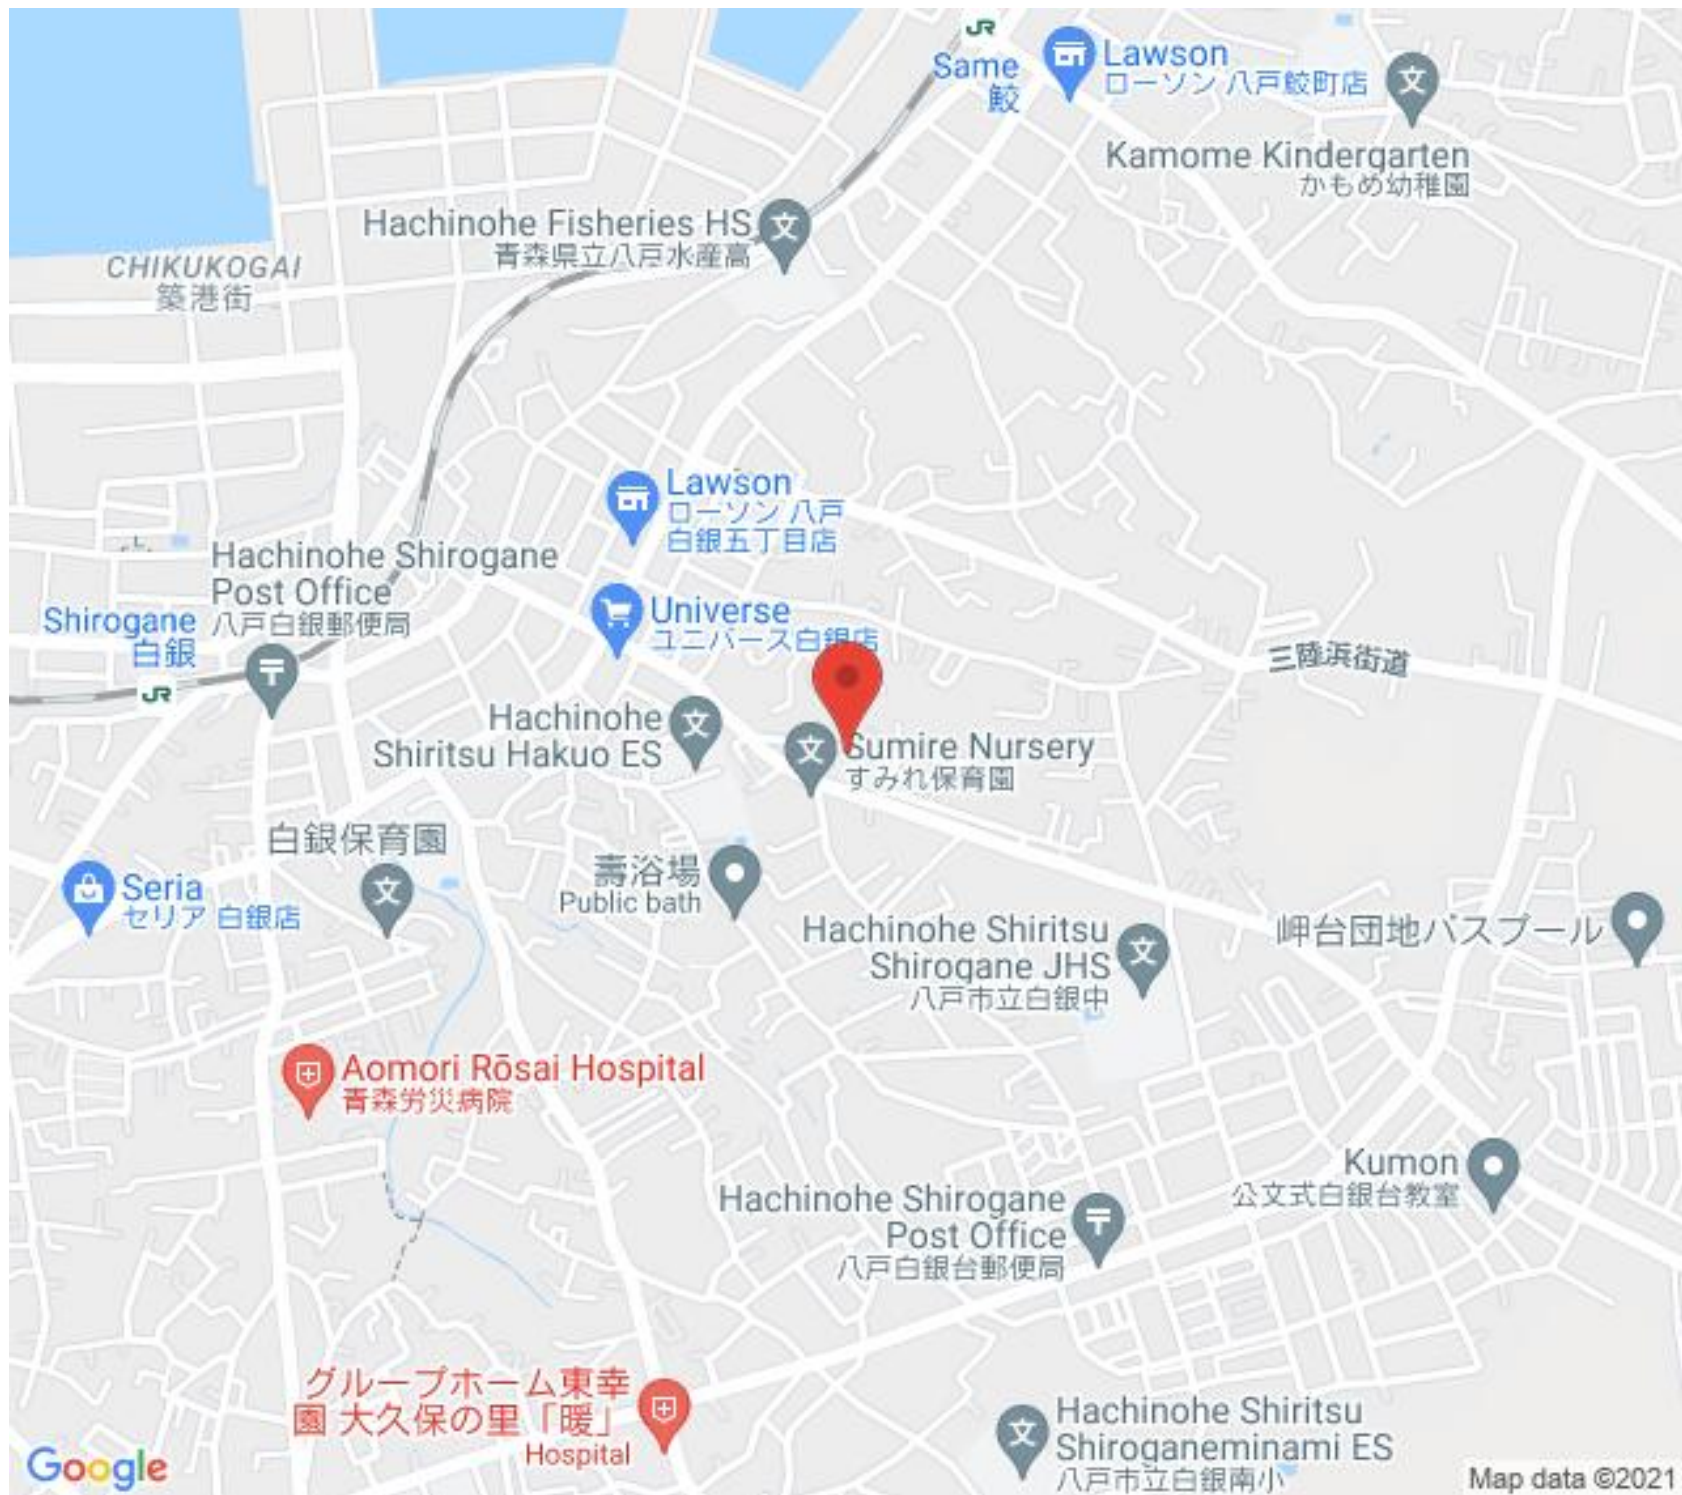 JR
Same
鮫
Lawson
ローソン 八戸鮫町店
Kamome Kindergarten
かもめ幼稚園
Hachinohe Fisheries HS
青森県立八戸水産高
CHIKUKOGAI
築港街
Lawson
ローソン 八戸
白銀五丁目店
Hachinohe Shirogane
Post Office
八戸白銀郵便局
Shirogane
白銀
JR
Universe
ユニバース白銀店
三陸浜街道
Hachinohe
Shiritsu Hakuo ES
Sumire Nursery
すみれ保育園
白銀保育園
Seria
セリア 白銀店
壽浴場
Public bath
Hachinohe Shiritsu
Shirogane JHS
八戸市立白銀中
岬台団地バスプール
Aomori Rōsai Hospital
青森労災病院
Kumon
公文式白銀台教室
Hachinohe Shirogane
Post Office
八戸白銀台郵便局
グループホーム東幸
園 大久保の里「暖」
Hospital
Hachinohe Shiritsu
Shiroganeminami ES
八戸市立白銀南小
Google
Map data ©2021